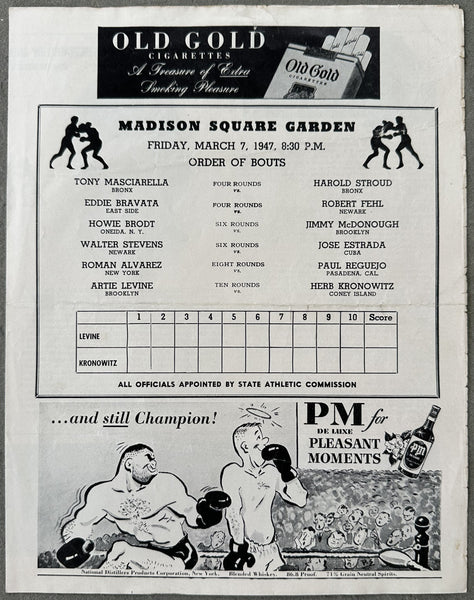 OLD GOLD
CIGARETTES
A Treasure of Extra
Smoking Pleasure
Old Gold
CIGARETTES
MADISON SQUARE GARDEN
FRIDAY, MARCH 7, 1947, 8:30 P.M.
ORDER OF BOUTS
TONY MASCIARELLA FOUR ROUNDS HAROLD STROUD
BRONX vs. BRONX
EDDIE BRAVATA FOUR ROUNDS ROBERT FEHL
EAST SIDE vs. NEWARK
HOWIE BRODT SIX ROUNDS JIMMY McDONOUGH
ONEIDA, N. Y. vs. BROOKLYN
WALTER STEVENS SIX ROUNDS JOSE ESTRADA
NEWARK vs. CUBA
ROMAN ALVAREZ EIGHT ROUNDS PAUL REGUEJO
NEW YORK vs. PASADENA, CAL.
ARTIE LEVINE TEN ROUNDS HERB KRONOWITZ
BROOKLYN vs. CONEY ISLAND
1 2 3 4 5 6 7 8 9 10 Score
LEVINE
KRONOWITZ
ALL OFFICIALS APPOINTED BY STATE ATHLETIC COMMISSION
...and still Champion!
PM for
DE LUXE
PLEASANT
MOMENTS
PM
National Distillers Products Corporation, New York. Blended Whiskey. 86.8 Proof. 71% Grain Neutral Spirits.